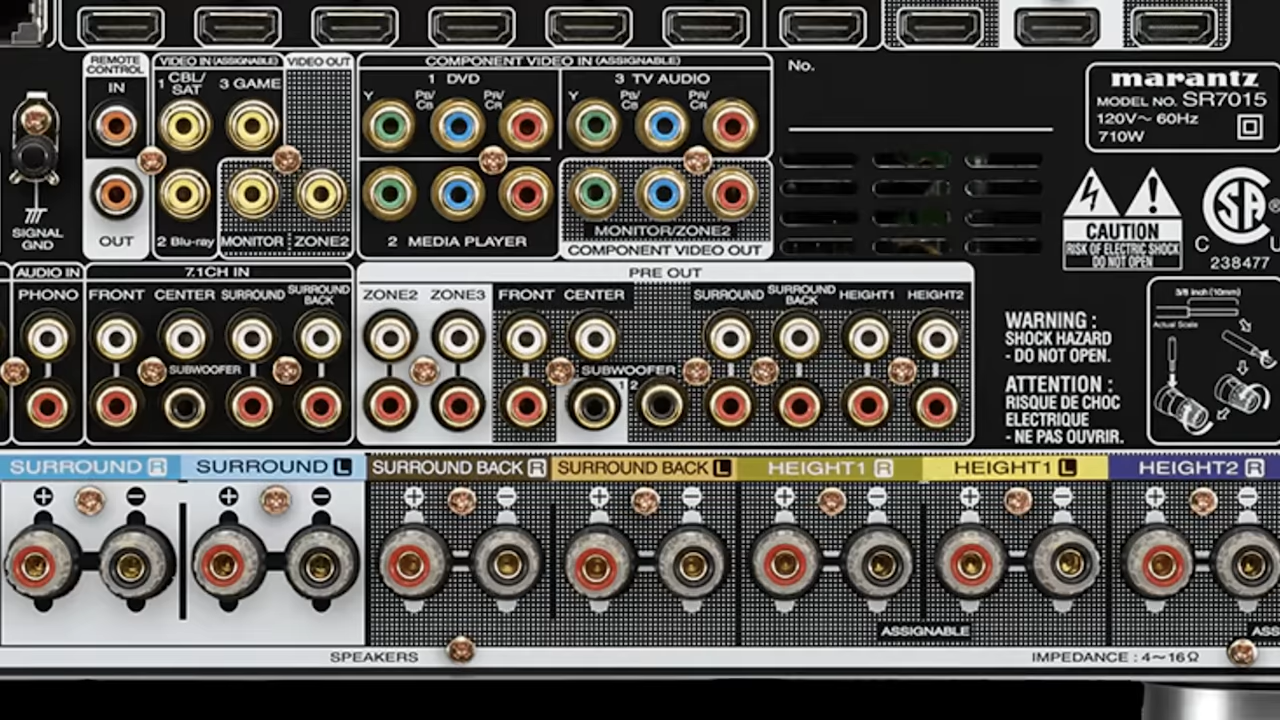 REMOTE CONTROL
IN
OUT
VIDEO IN (ASSIGNABLE)
1 CBL/SAT
3 GAME
2 Blu-ray
VIDEO OUT
MONITOR
ZONE2
COMPONENT VIDEO IN (ASSIGNABLE)
1 DVD
3 TV AUDIO
Y
PB/CB
PR/CR
Y
PB/CB
PR/CR
2 MEDIA PLAYER
MONITOR/ZONE2
COMPONENT VIDEO OUT
No.
marantz
MODEL NO. SR7015
120V~ 60Hz
710W
SIGNAL GND
CAUTION
RISK OF ELECTRIC SHOCK
DO NOT OPEN
SA
C
U
®
238477
AUDIO IN
PHONO
7.1CH IN
FRONT
CENTER
SURROUND
SURROUND BACK
SUBWOOFER
PRE OUT
ZONE2
ZONE3
FRONT
CENTER
SURROUND
SURROUND BACK
HEIGHT1
HEIGHT2
SUBWOOFER
1 2
WARNING :
SHOCK HAZARD
- DO NOT OPEN.
ATTENTION :
RISQUE DE CHOC
ELECTRIQUE
- NE PAS OUVRIR.
3/8 inch (10mm)
Actual Scale
SURROUND R
SURROUND L
SURROUND BACK R
SURROUND BACK L
HEIGHT1 R
HEIGHT1 L
HEIGHT2 R
+ − + − + − + − + − + − + −
ASSIGNABLE
ASS
SPEAKERS
IMPEDANCE : 4~16Ω